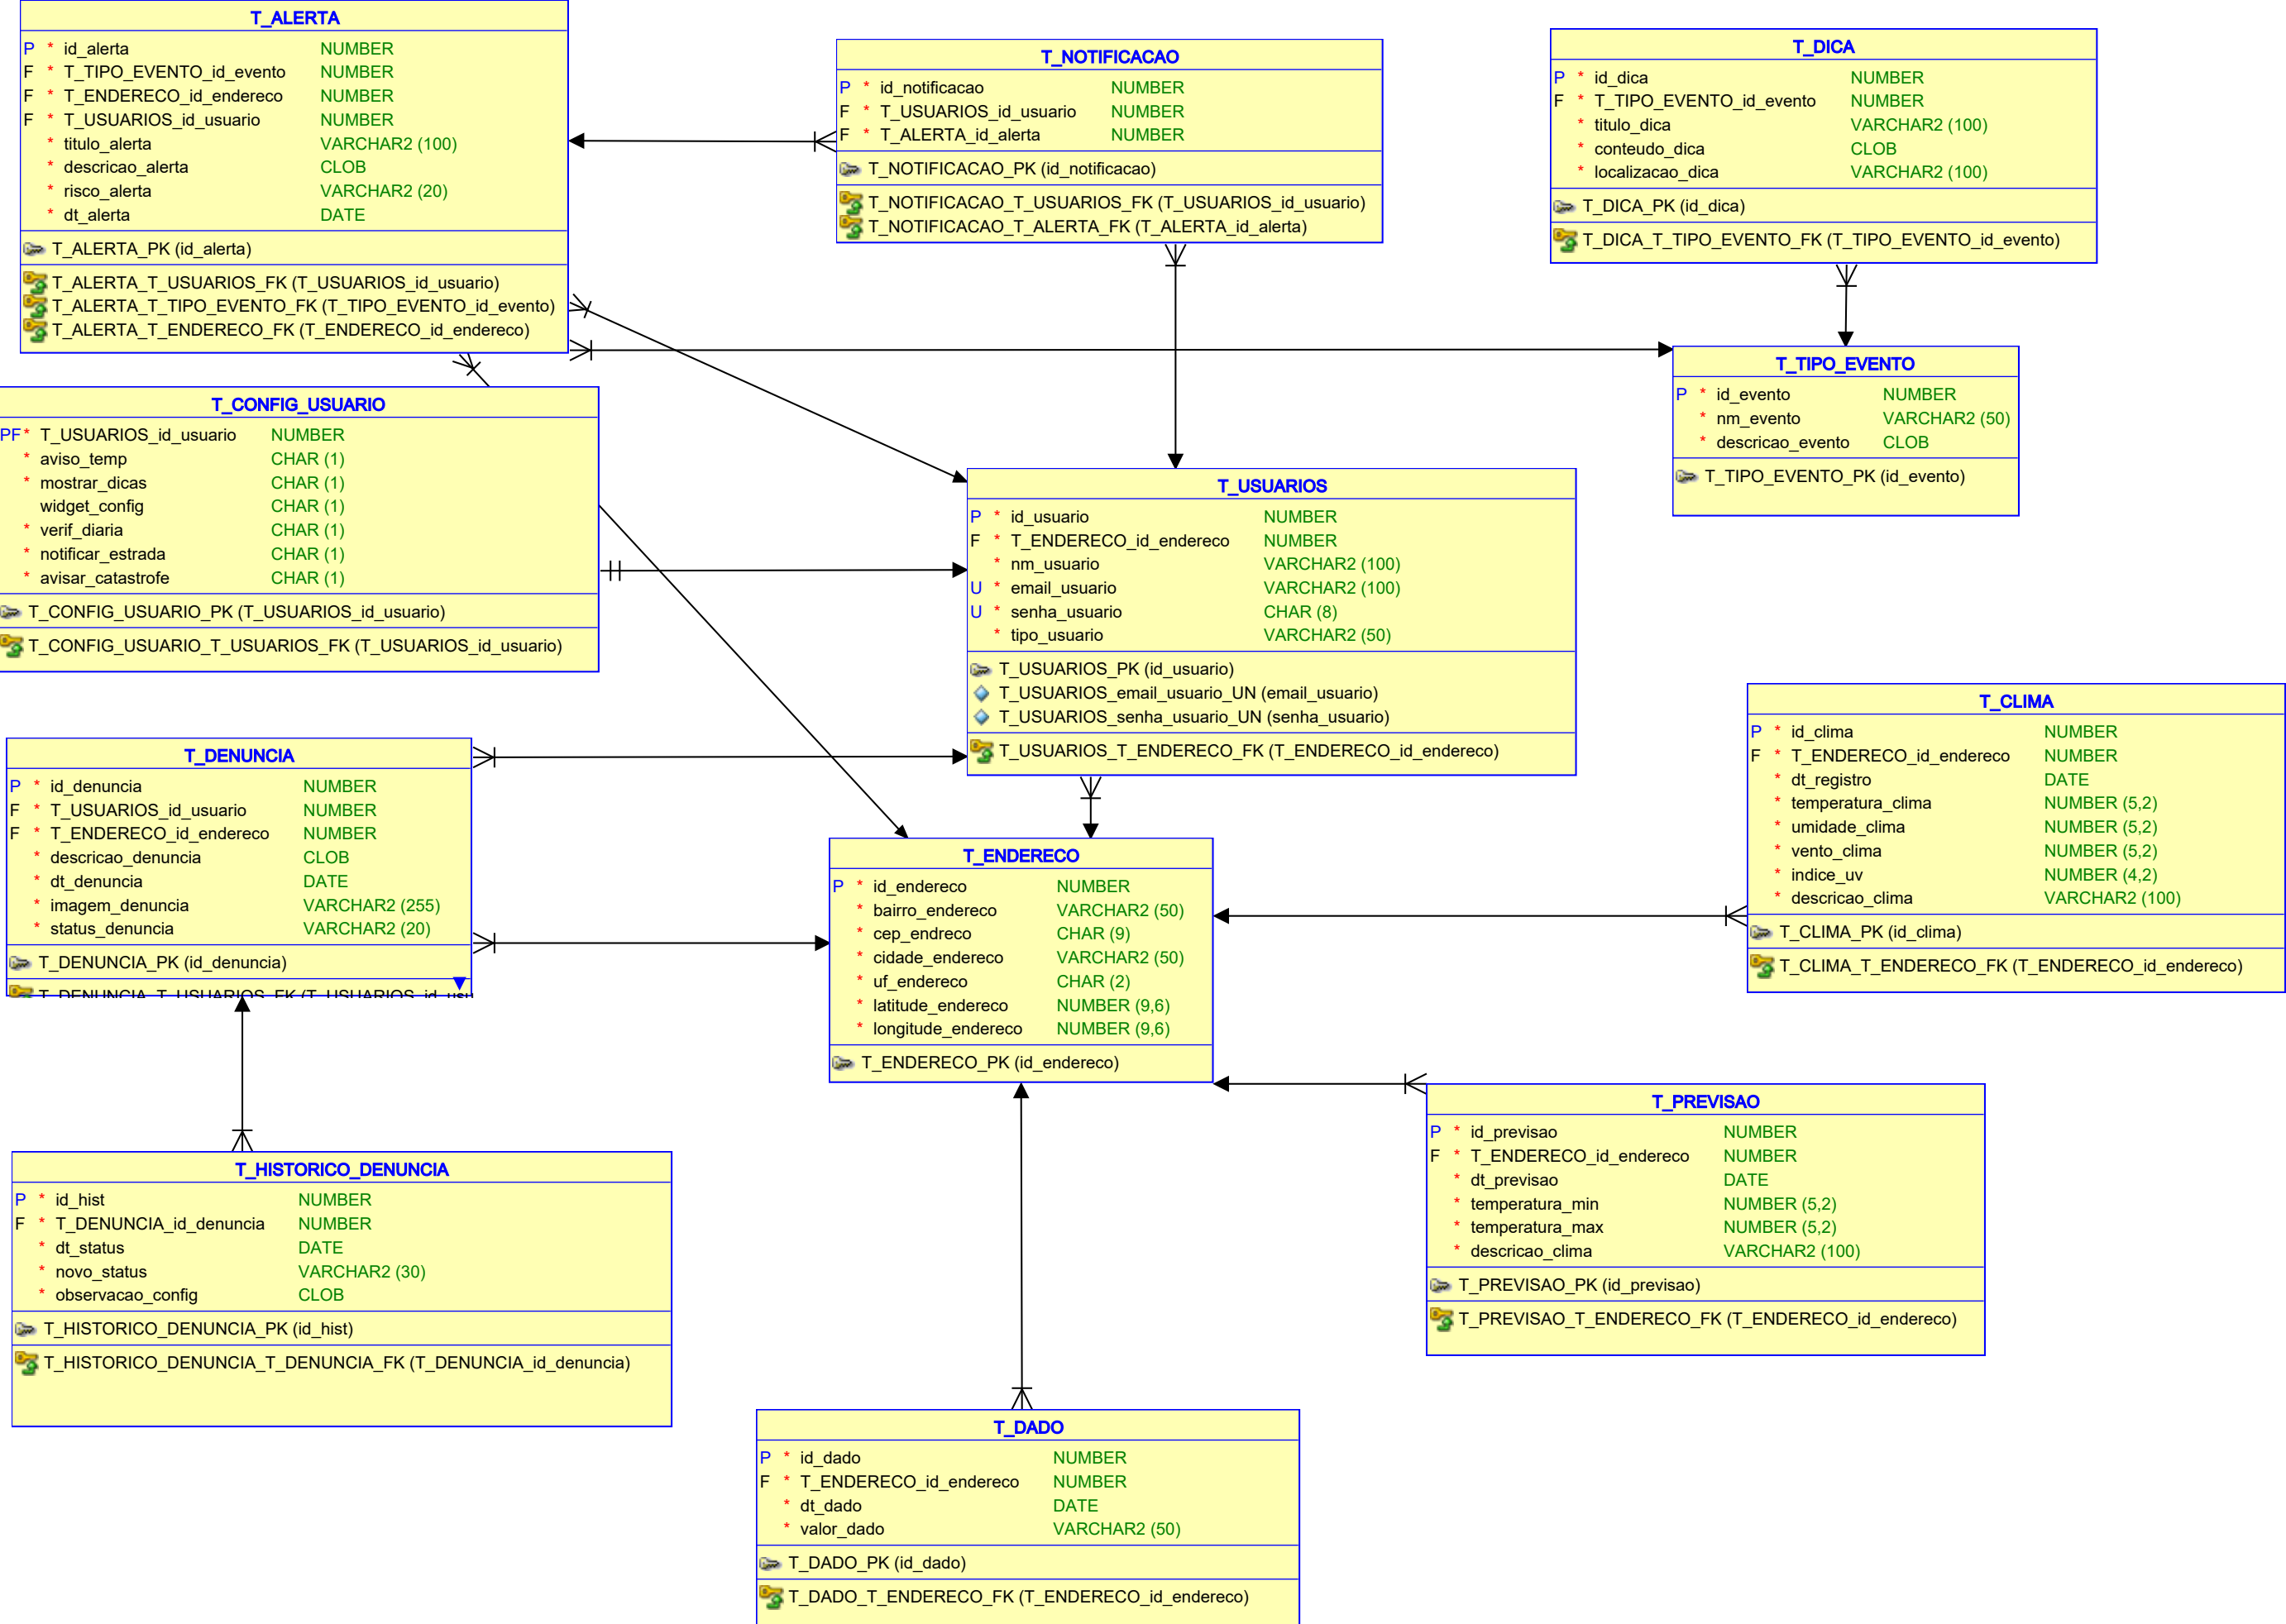 T_ALERTA
P * id_alerta NUMBER
F * T_TIPO_EVENTO_id_evento NUMBER
F * T_ENDERECO_id_endereco NUMBER
F * T_USUARIOS_id_usuario NUMBER
* titulo_alerta VARCHAR2 (100)
* descricao_alerta CLOB
* risco_alerta VARCHAR2 (20)
* dt_alerta DATE
T_ALERTA_PK (id_alerta)
T_ALERTA_T_USUARIOS_FK (T_USUARIOS_id_usuario)
T_ALERTA_T_TIPO_EVENTO_FK (T_TIPO_EVENTO_id_evento)
T_ALERTA_T_ENDERECO_FK (T_ENDERECO_id_endereco)
T_NOTIFICACAO
P * id_notificacao NUMBER
F * T_USUARIOS_id_usuario NUMBER
F * T_ALERTA_id_alerta NUMBER
T_NOTIFICACAO_PK (id_notificacao)
T_NOTIFICACAO_T_USUARIOS_FK (T_USUARIOS_id_usuario)
T_NOTIFICACAO_T_ALERTA_FK (T_ALERTA_id_alerta)
T_DICA
P * id_dica NUMBER
F * T_TIPO_EVENTO_id_evento NUMBER
* titulo_dica VARCHAR2 (100)
* conteudo_dica CLOB
* localizacao_dica VARCHAR2 (100)
T_DICA_PK (id_dica)
T_DICA_T_TIPO_EVENTO_FK (T_TIPO_EVENTO_id_evento)
T_TIPO_EVENTO
P * id_evento NUMBER
* nm_evento VARCHAR2 (50)
* descricao_evento CLOB
T_TIPO_EVENTO_PK (id_evento)
T_CONFIG_USUARIO
PF * T_USUARIOS_id_usuario NUMBER
* aviso_temp CHAR (1)
* mostrar_dicas CHAR (1)
widget_config CHAR (1)
* verif_diaria CHAR (1)
* notificar_estrada CHAR (1)
* avisar_catastrofe CHAR (1)
T_CONFIG_USUARIO_PK (T_USUARIOS_id_usuario)
T_CONFIG_USUARIO_T_USUARIOS_FK (T_USUARIOS_id_usuario)
T_USUARIOS
P * id_usuario NUMBER
F * T_ENDERECO_id_endereco NUMBER
* nm_usuario VARCHAR2 (100)
U * email_usuario VARCHAR2 (100)
U * senha_usuario CHAR (8)
* tipo_usuario VARCHAR2 (50)
T_USUARIOS_PK (id_usuario)
T_USUARIOS_email_usuario_UN (email_usuario)
T_USUARIOS_senha_usuario_UN (senha_usuario)
T_USUARIOS_T_ENDERECO_FK (T_ENDERECO_id_endereco)
T_CLIMA
P * id_clima NUMBER
F * T_ENDERECO_id_endereco NUMBER
* dt_registro DATE
* temperatura_clima NUMBER (5,2)
* umidade_clima NUMBER (5,2)
* vento_clima NUMBER (5,2)
* indice_uv NUMBER (4,2)
* descricao_clima VARCHAR2 (100)
T_CLIMA_PK (id_clima)
T_CLIMA_T_ENDERECO_FK (T_ENDERECO_id_endereco)
T_DENUNCIA
P * id_denuncia NUMBER
F * T_USUARIOS_id_usuario NUMBER
F * T_ENDERECO_id_endereco NUMBER
* descricao_denuncia CLOB
* dt_denuncia DATE
* imagem_denuncia VARCHAR2 (255)
* status_denuncia VARCHAR2 (20)
T_DENUNCIA_PK (id_denuncia)
T_DENUNCIA_T_USUARIOS_FK (T_USUARIOS_id_usu
T_ENDERECO
P * id_endereco NUMBER
* bairro_endereco VARCHAR2 (50)
* cep_endreco CHAR (9)
* cidade_endereco VARCHAR2 (50)
* uf_endereco CHAR (2)
* latitude_endereco NUMBER (9,6)
* longitude_endereco NUMBER (9,6)
T_ENDERECO_PK (id_endereco)
T_PREVISAO
P * id_previsao NUMBER
F * T_ENDERECO_id_endereco NUMBER
* dt_previsao DATE
* temperatura_min NUMBER (5,2)
* temperatura_max NUMBER (5,2)
* descricao_clima VARCHAR2 (100)
T_PREVISAO_PK (id_previsao)
T_PREVISAO_T_ENDERECO_FK (T_ENDERECO_id_endereco)
T_HISTORICO_DENUNCIA
P * id_hist NUMBER
F * T_DENUNCIA_id_denuncia NUMBER
* dt_status DATE
* novo_status VARCHAR2 (30)
* observacao_config CLOB
T_HISTORICO_DENUNCIA_PK (id_hist)
T_HISTORICO_DENUNCIA_T_DENUNCIA_FK (T_DENUNCIA_id_denuncia)
T_DADO
P * id_dado NUMBER
F * T_ENDERECO_id_endereco NUMBER
* dt_dado DATE
* valor_dado VARCHAR2 (50)
T_DADO_PK (id_dado)
T_DADO_T_ENDERECO_FK (T_ENDERECO_id_endereco)